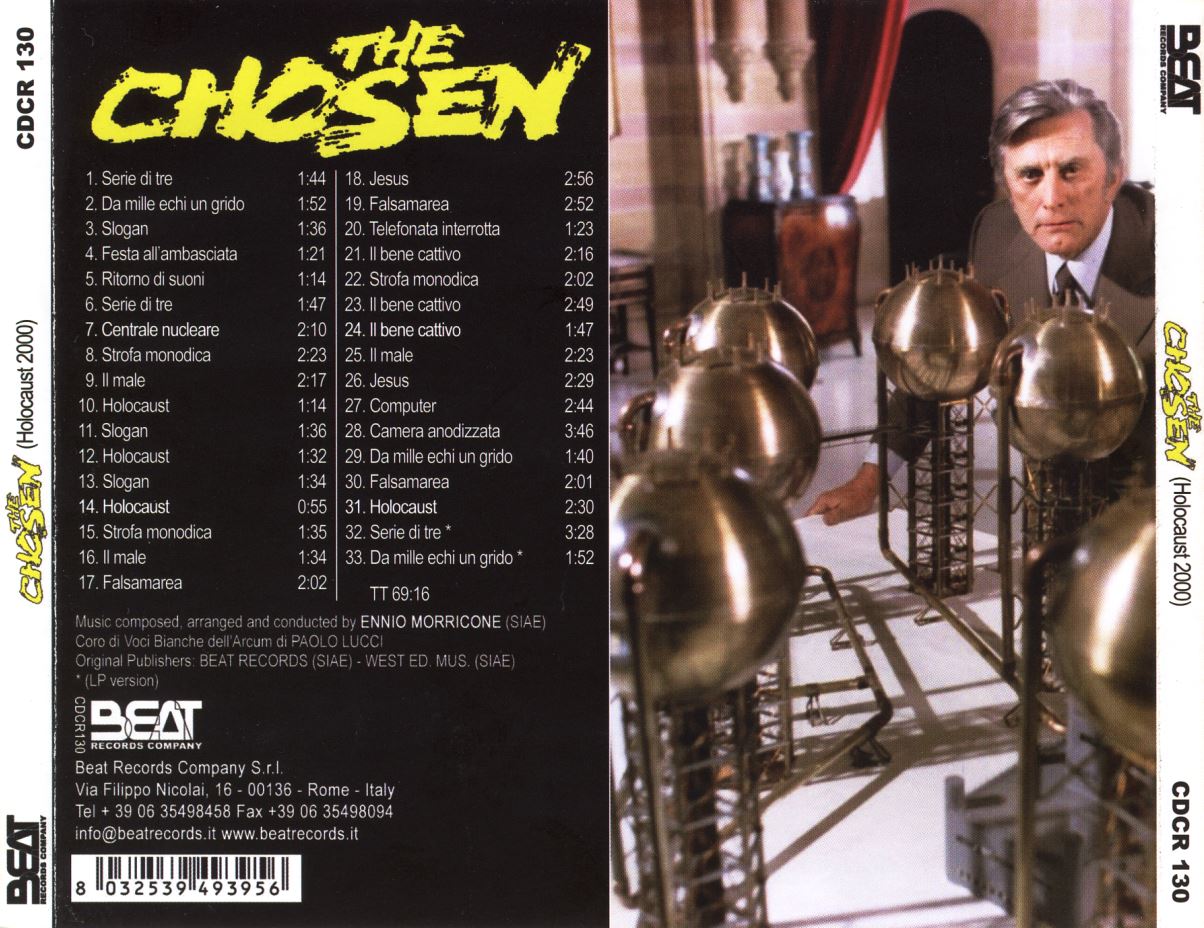 CDCR 130
THE
CHOSEN
(Holocaust 2000)
BEAT
RECORDS COMPANY
THE
CHOSEN
1. Serie di tre 1:44
2. Da mille echi un grido 1:52
3. Slogan 1:36
4. Festa all'ambasciata 1:21
5. Ritorno di suoni 1:14
6. Serie di tre 1:47
7. Centrale nucleare 2:10
8. Strofa monodica 2:23
9. Il male 2:17
10. Holocaust 1:14
11. Slogan 1:36
12. Holocaust 1:32
13. Slogan 1:34
14. Holocaust 0:55
15. Strofa monodica 1:35
16. Il male 1:34
17. Falsamarea 2:02
18. Jesus 2:56
19. Falsamarea 2:52
20. Telefonata interrotta 1:23
21. Il bene cattivo 2:16
22. Strofa monodica 2:02
23. Il bene cattivo 2:49
24. Il bene cattivo 1:47
25. Il male 2:23
26. Jesus 2:29
27. Computer 2:44
28. Camera anodizzata 3:46
29. Da mille echi un grido 1:40
30. Falsamarea 2:01
31. Holocaust 2:30
32. Serie di tre * 3:28
33. Da mille echi un grido * 1:52
TT 69:16
Music composed, arranged and conducted by ENNIO MORRICONE (SIAE)
Coro di Voci Bianche dell'Arcum di PAOLO LUCCI
Original Publishers: BEAT RECORDS (SIAE) - WEST ED. MUS. (SIAE)
* (LP version)
CDCR130
BEAT
RECORDS COMPANY
Beat Records Company S.r.l.
Via Filippo Nicolai, 16 - 00136 - Rome - Italy
Tel + 39 06 35498458 Fax +39 06 35498094
info@beatrecords.it www.beatrecords.it
8 032539 493956
BEAT
RECORDS COMPANY
THE
CHOSEN
(Holocaust 2000)
CDCR 130